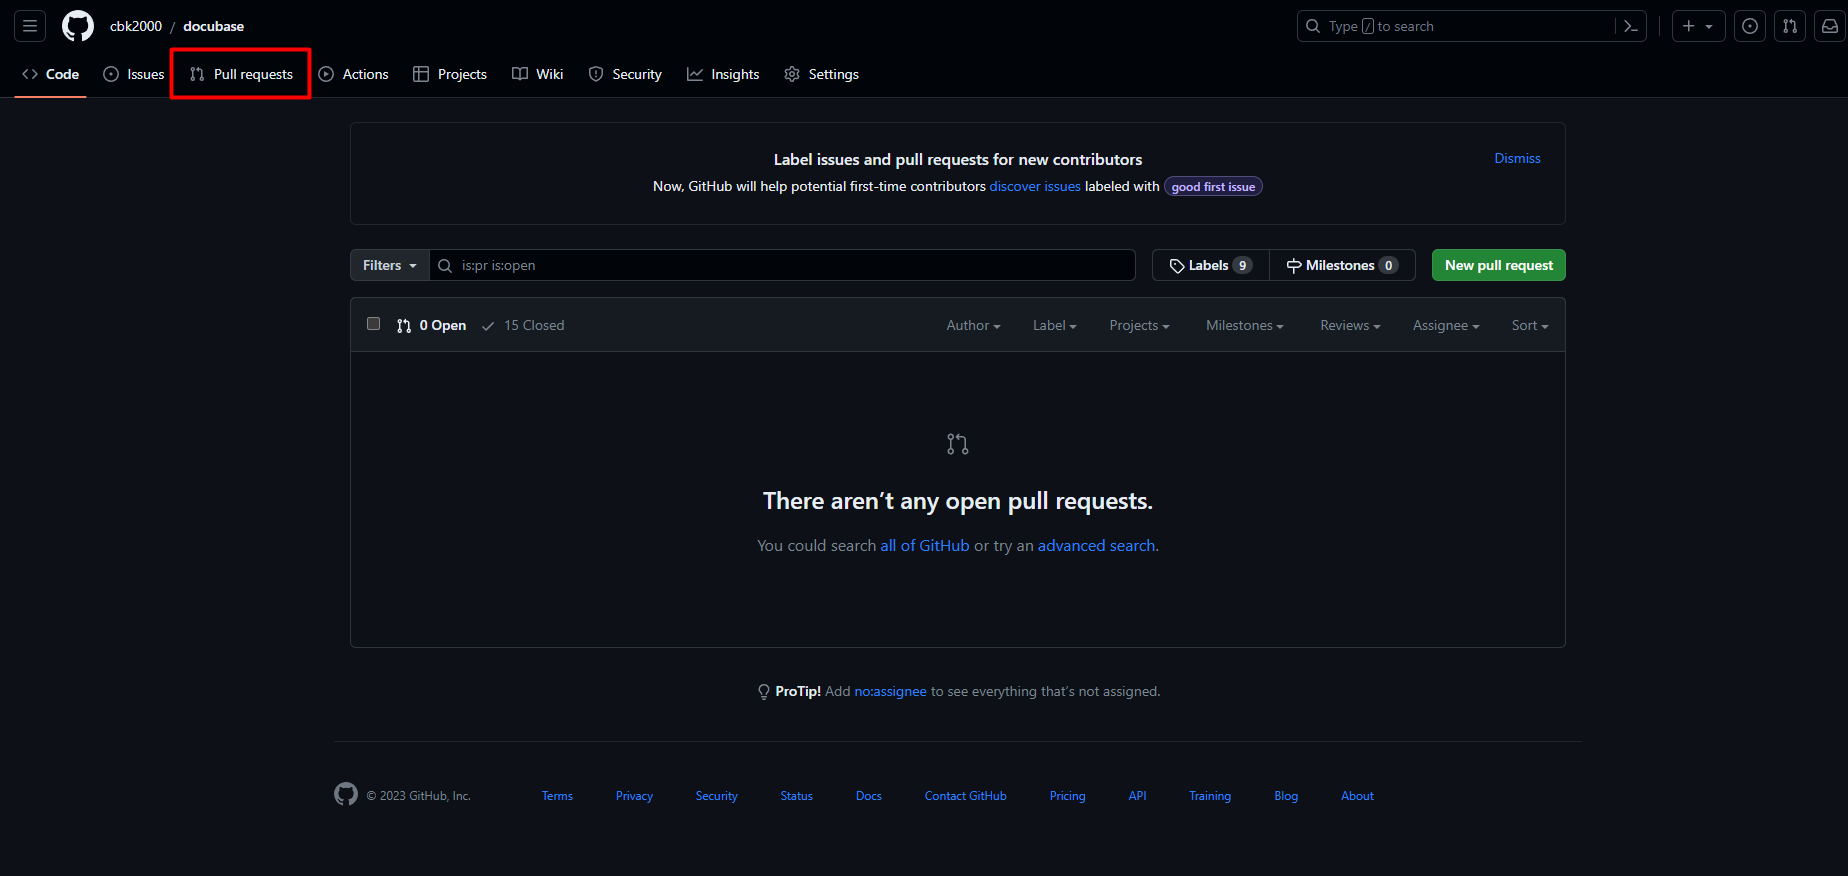 cbk2000 / docubase
Type / to search
Code Issues Pull requests Actions Projects Wiki Security Insights Settings
Label issues and pull requests for new contributors
Dismiss
Now, GitHub will help potential first-time contributors discover issues labeled with good first issue
Filters is:pr is:open Labels 9 Milestones 0 New pull request
0 Open 15 Closed Author Label Projects Milestones Reviews Assignee Sort
There aren’t any open pull requests.
You could search all of GitHub or try an advanced search.
ProTip! Add no:assignee to see everything that’s not assigned.
© 2023 GitHub, Inc. Terms Privacy Security Status Docs Contact GitHub Pricing API Training Blog About